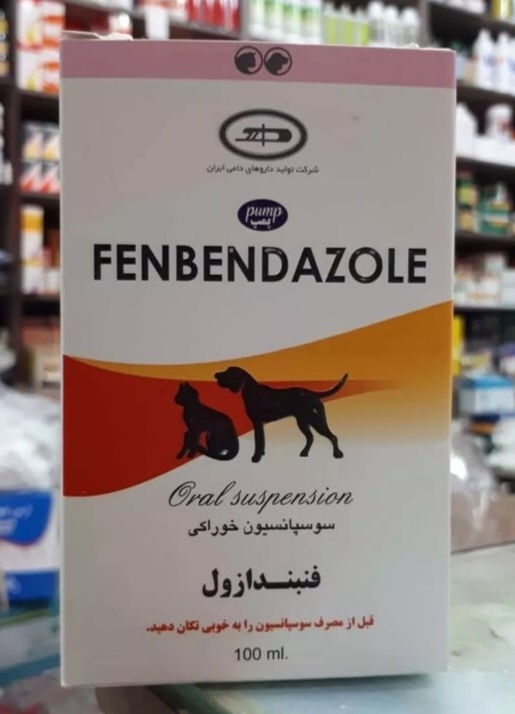 شرکت تولید داروهای دامی ایران
pump
پمپ
FENBENDAZOLE
Oral suspension
سوسپانسیون خوراکی
فنبندازول
قبل از مصرف سوسپانسیون را به خوبی تکان دهید.
100 ml.